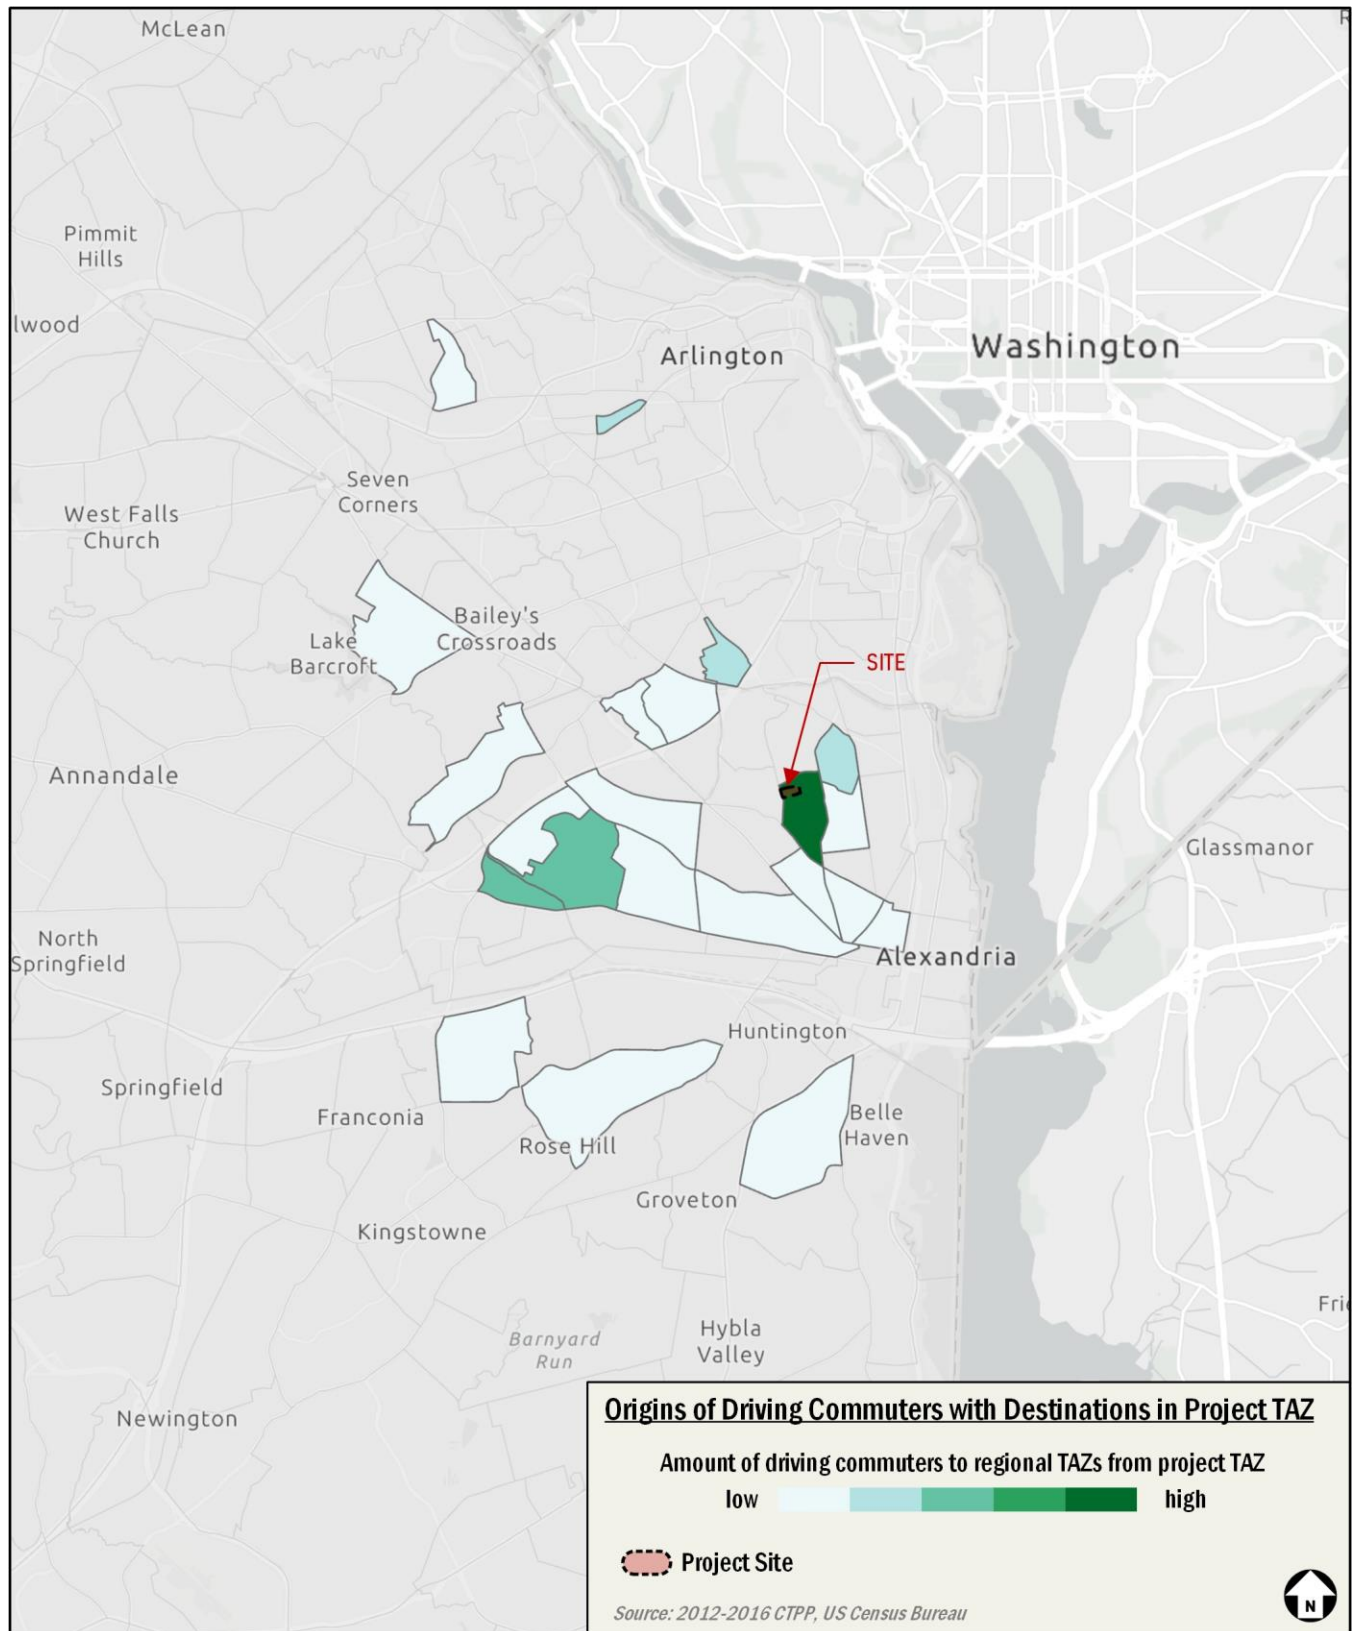 McLean
Pimmit
Hills
lwood
Arlington
Washington
Seven
Corners
West Falls
Church
Bailey's
Crossroads
Lake
Barcroft
SITE
Annandale
Glassmanor
North
Springfield
Alexandria
Huntington
Springfield
Franconia
Belle
Haven
Rose Hill
Groveton
Kingstowne
Frie
Hybla
Valley
Barnyard
Run
Newington
Origins of Driving Commuters with Destinations in Project TAZ
Amount of driving commuters to regional TAZs from project TAZ
low high
Project Site
N
Source: 2012-2016 CTPP, US Census Bureau